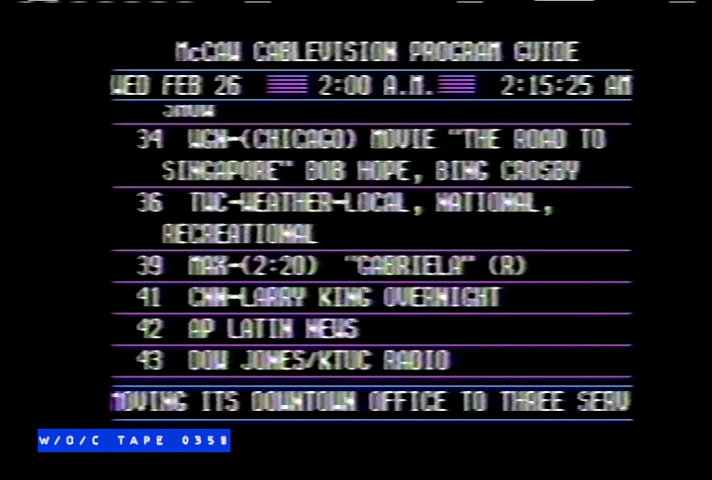 McCAW CABLEVISION PROGRAM GUIDE
WED FEB 26 2:00 A.M. 2:15:25 AM
SHOW
34 WGN-(CHICAGO) MOVIE "THE ROAD TO
SINGAPORE" BOB HOPE, BING CROSBY
36 TWC-WEATHER-LOCAL, NATIONAL,
RECREATIONAL
39 MAX-(2:20) "GABRIELA" (R)
41 CNN-LARRY KING OVERNIGHT
42 AP LATIN NEWS
43 DOW JONES/KTUC RADIO
MOVING ITS DOWNTOWN OFFICE TO THREE SERV
W/O/C TAPE 0358